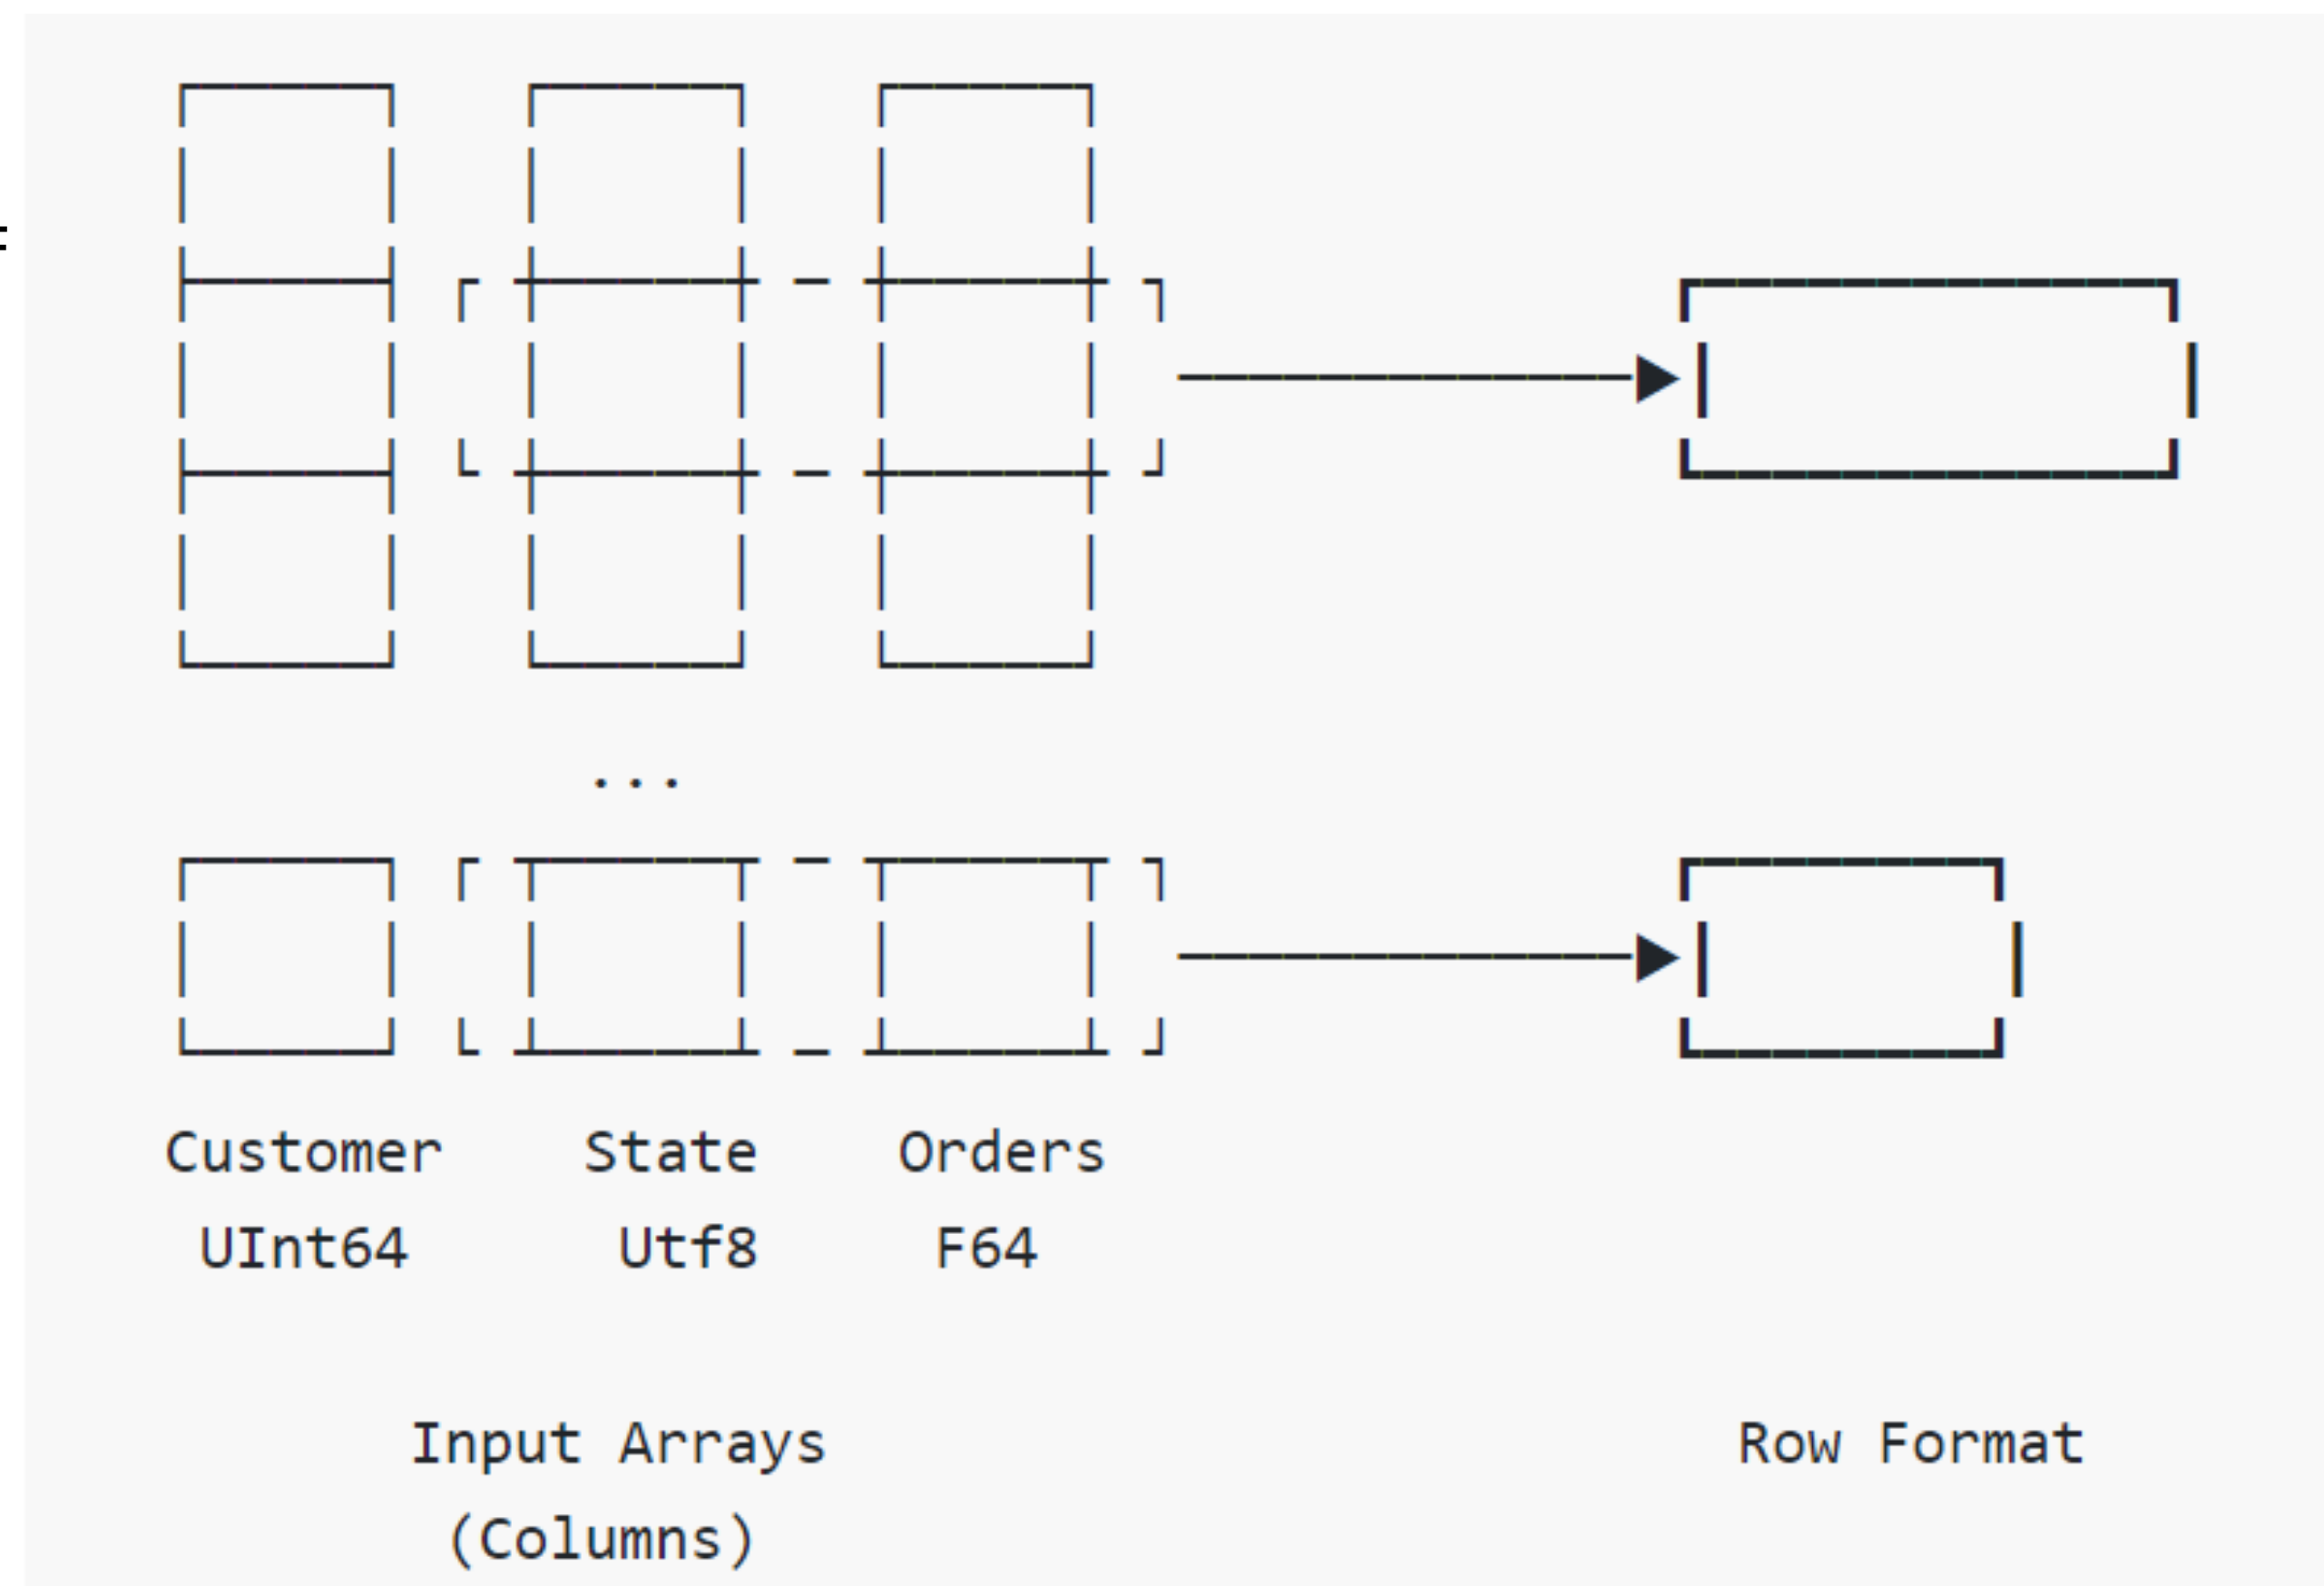 ...
Customer State Orders
UInt64 Utf8 F64
Input Arrays Row Format
(Columns)